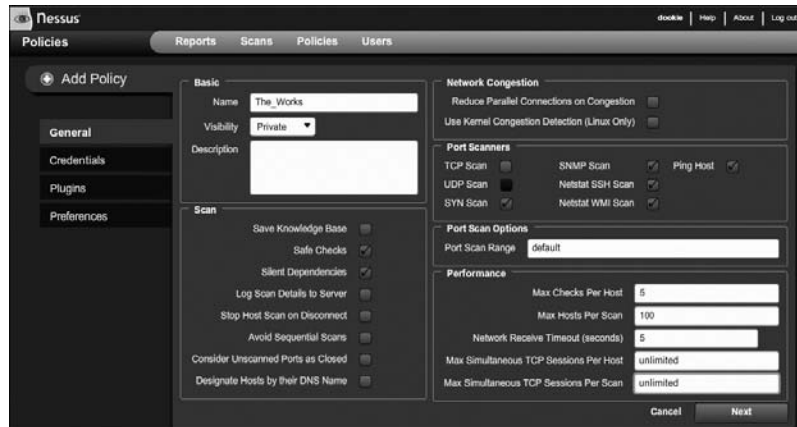 Nessus
dookie | Help | About | Log out
Policies
Reports Scans Policies Users
Add Policy
General
Credentials
Plugins
Preferences
Basic
Name The_Works
Visibility Private
Description
Scan
Save Knowledge Base
Safe Checks
Silent Dependencies
Log Scan Details to Server
Stop Host Scan on Disconnect
Avoid Sequential Scans
Consider Unscanned Ports as Closed
Designate Hosts by their DNS Name
Network Congestion
Reduce Parallel Connections on Congestion
Use Kernel Congestion Detection (Linux Only)
Port Scanners
TCP Scan SNMP Scan Ping Host
UDP Scan Netstat SSH Scan
SYN Scan Netstat WMI Scan
Port Scan Options
Port Scan Range default
Performance
Max Checks Per Host 5
Max Hosts Per Scan 100
Network Receive Timeout (seconds) 5
Max Simultaneous TCP Sessions Per Host unlimited
Max Simultaneous TCP Sessions Per Scan unlimited
Cancel Next